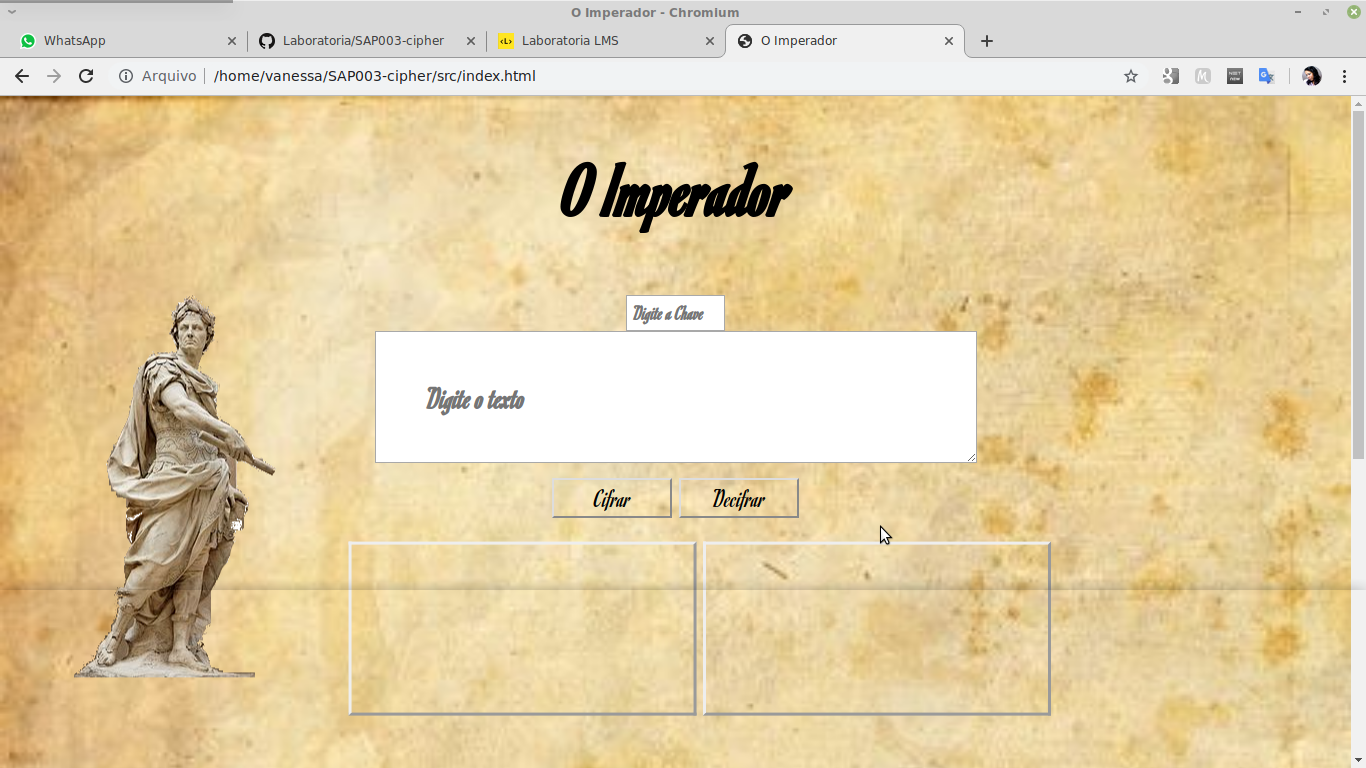 O Imperador - Chromium
WhatsApp
Laboratoria/SAP003-cipher
<L> Laboratoria LMS
O Imperador
Arquivo /home/vanessa/SAP003-cipher/src/index.html
O Imperador
Digite a Chave
Digite o texto
Cifrar Decifrar